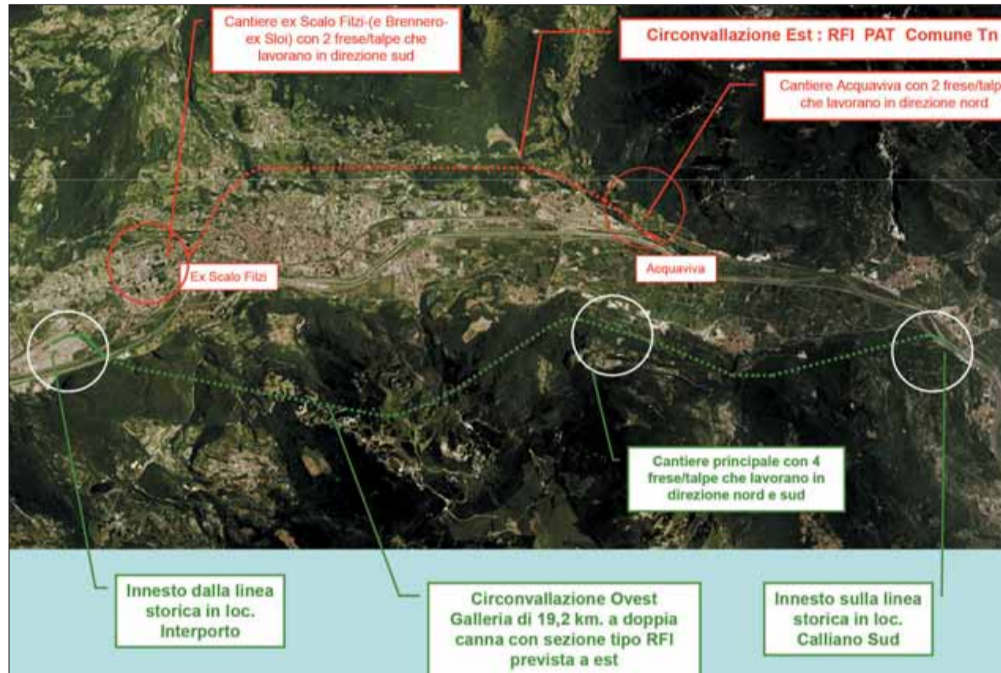 Cantiere ex Scalo Filzi-(e Brennero-
ex Sloi) con 2 frese/talpe che
lavorano in direzione sud
Circonvallazione Est : RFI PAT Comune Tn
Cantiere Acquaviva con 2 frese/talpe
che lavorano in direzione nord
Ex Scalo Filzi
Acquaviva
Cantiere principale con 4
frese/talpe che lavorano in
direzione nord e sud
Innesto dalla linea
storica in loc.
Interporto
Circonvallazione Ovest
Galleria di 19,2 km. a doppia
canna con sezione tipo RFI
prevista a est
Innesto sulla linea
storica in loc.
Calliano Sud